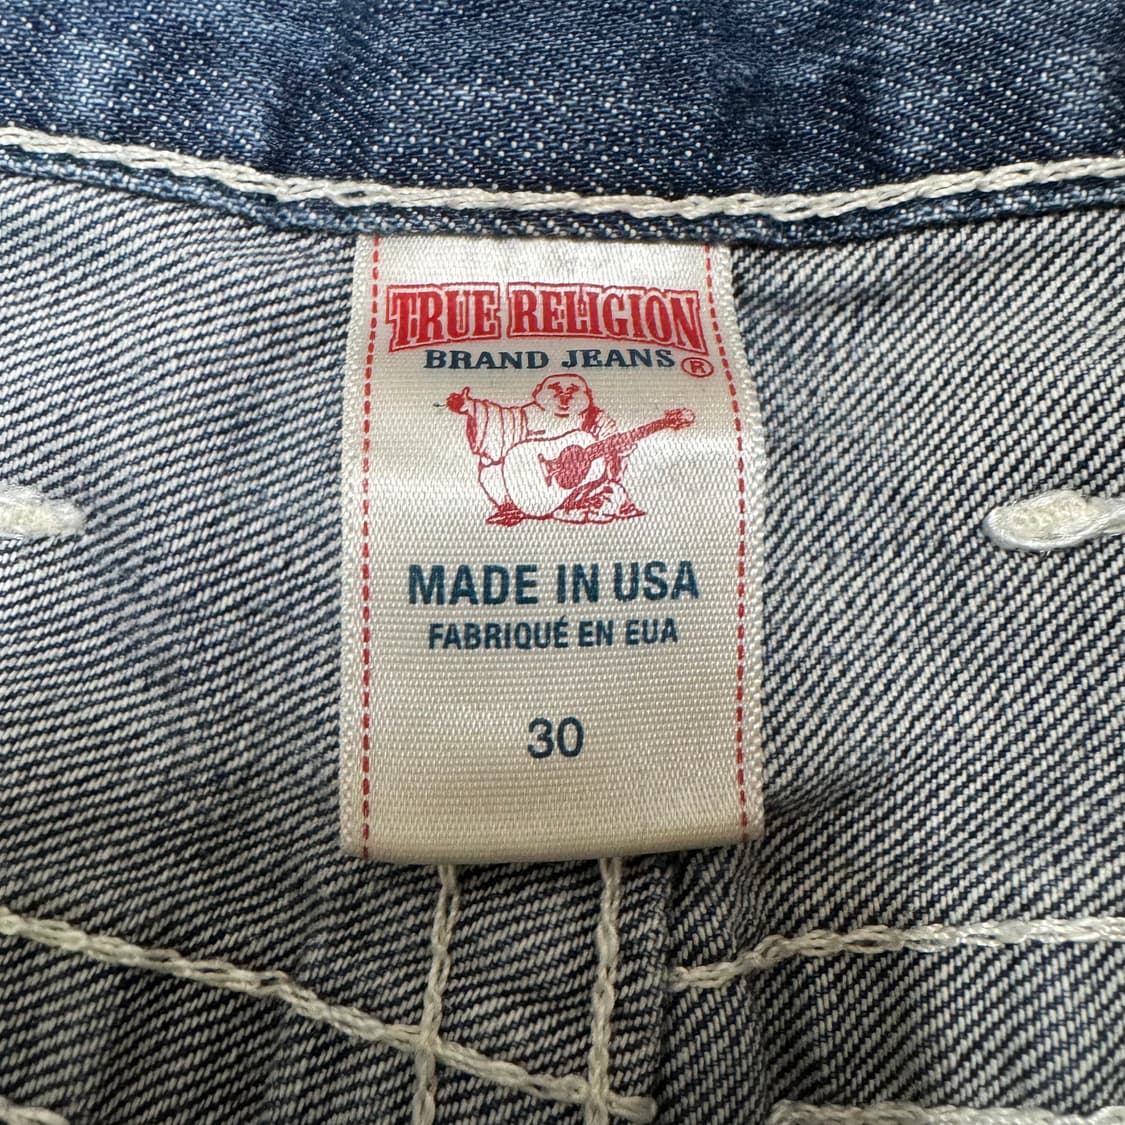 TRUE RELIGION
BRAND JEANS®
MADE IN USA
FABRIQUÉ EN EUA
30